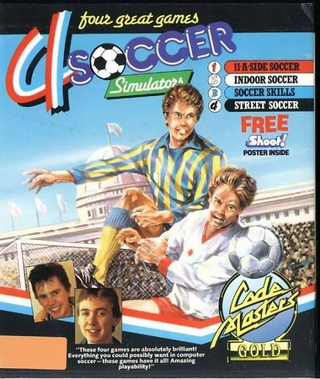 four great games
4 SOCCER
Simulators
1 11-A-SIDE SOCCER
2 INDOOR SOCCER
3 SOCCER SKILLS
4 STREET SOCCER
FREE
Shoot!
POSTER INSIDE
Code
Masters
GOLD
"These four games are absolutely brilliant!
Everything you could possibly want in computer
soccer – these games have it all! Amazing
playability!"